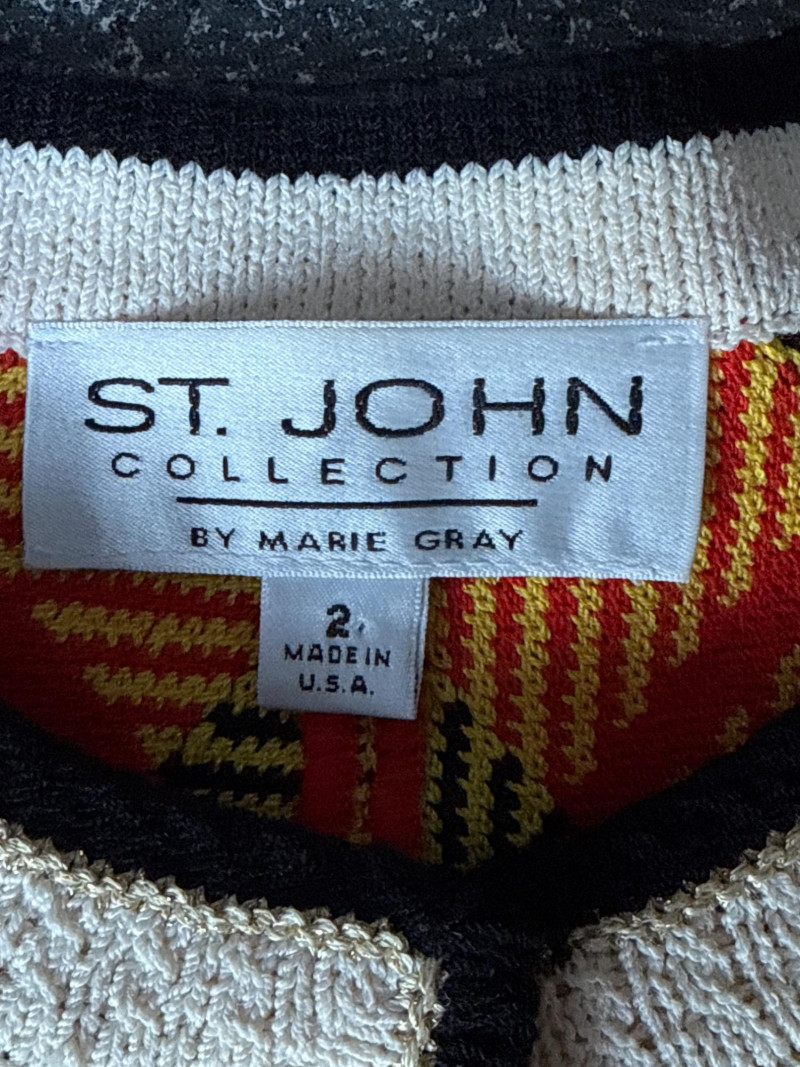 ST. JOHN
COLLECTION
BY MARIE GRAY
2
MADE IN
U.S.A.